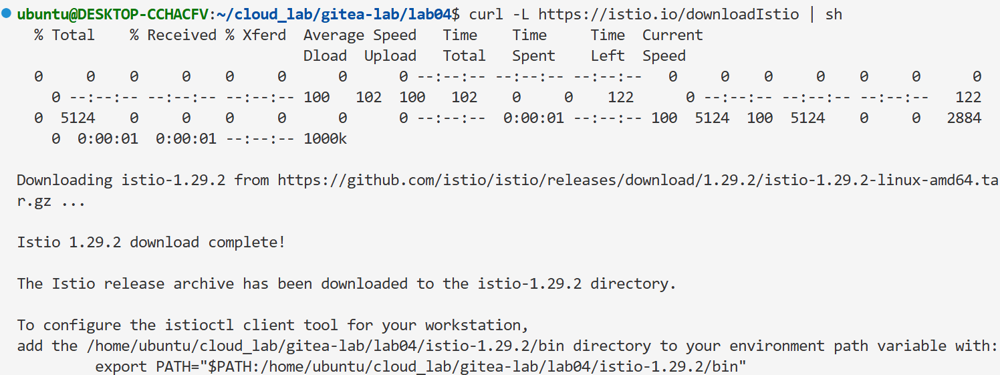 ubuntu@DESKTOP-CCHACFV:~/cloud_lab/gitea-lab/lab04$ curl -L https://istio.io/downloadIstio | sh
  % Total    % Received % Xferd  Average Speed   Time    Time     Time  Current
                                 Dload  Upload   Total   Spent    Left  Speed
  0     0    0     0    0     0      0      0 --:--:-- --:--:-- --:--:--   0     0    0     0    0     0      0
    0 --:--:-- --:--:-- --:--:-- 100   102  100   102    0     0    122      0 --:--:-- --:--:-- --:--:--   122
  0  5124    0     0    0     0      0      0 --:--:--  0:00:01 --:--:-- 100  5124  100  5124    0     0   2884
    0  0:00:01  0:00:01 --:--:-- 1000k

Downloading istio-1.29.2 from https://github.com/istio/istio/releases/download/1.29.2/istio-1.29.2-linux-amd64.ta
r.gz ...

Istio 1.29.2 download complete!

The Istio release archive has been downloaded to the istio-1.29.2 directory.

To configure the istioctl client tool for your workstation,
add the /home/ubuntu/cloud_lab/gitea-lab/lab04/istio-1.29.2/bin directory to your environment path variable with:
         export PATH="$PATH:/home/ubuntu/cloud_lab/gitea-lab/lab04/istio-1.29.2/bin"